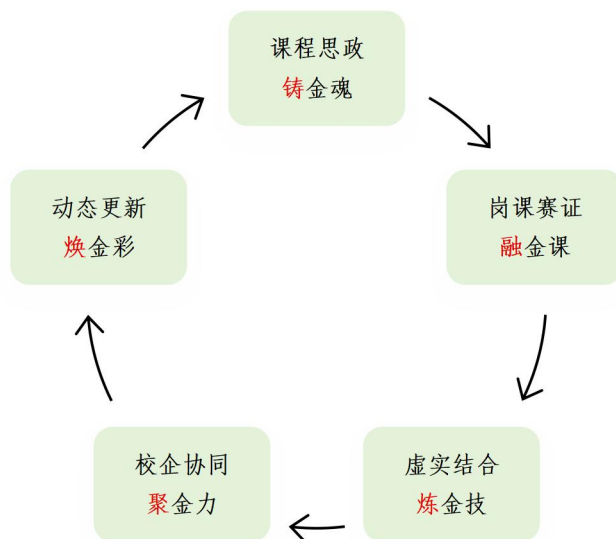 课程思政
铸金魂
岗课赛证
融金课
虚实结合
炼金技
校企协同
聚金力
动态更新
焕金彩